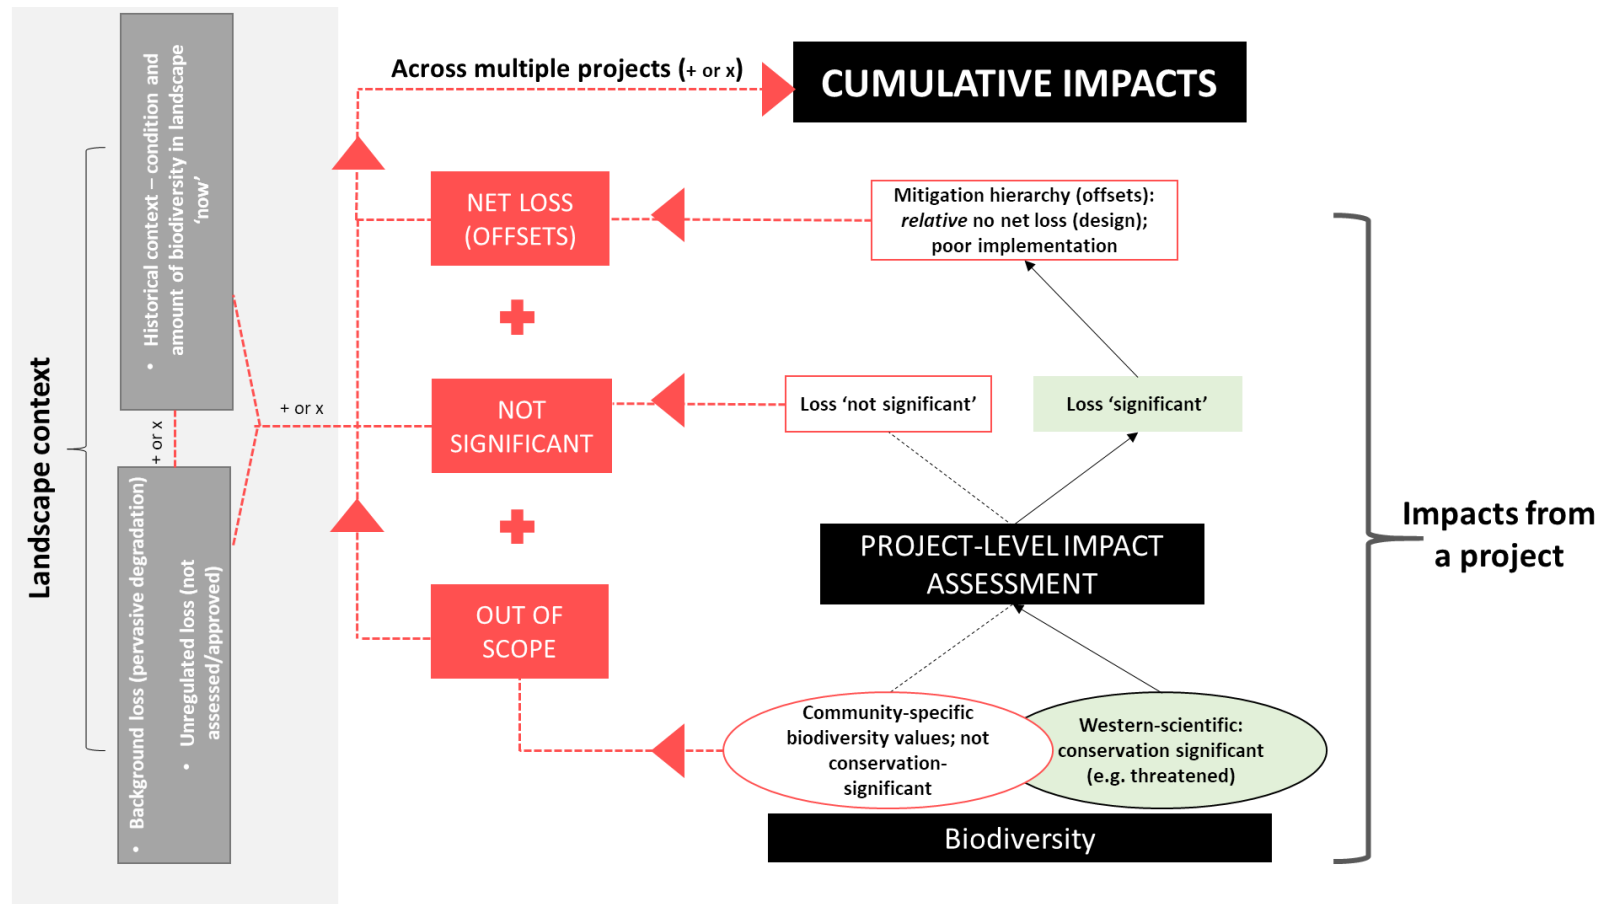 Across multiple projects (+ or x)
CUMULATIVE IMPACTS
Landscape context
• Historical context – condition and
amount of biodiversity in landscape
‘now’
+ or x
• Background loss (pervasive degradation)
• Unregulated loss (not
assessed/approved)
+ or x
NET LOSS
(OFFSETS)
NOT
SIGNIFICANT
OUT OF
SCOPE
Mitigation hierarchy (offsets):
relative no net loss (design);
poor implementation
Loss ‘not significant’
Loss ‘significant’
PROJECT-LEVEL IMPACT
ASSESSMENT
Community-specific
biodiversity values; not
conservation-
significant
Western-scientific:
conservation significant
(e.g. threatened)
Biodiversity
Impacts from
a project